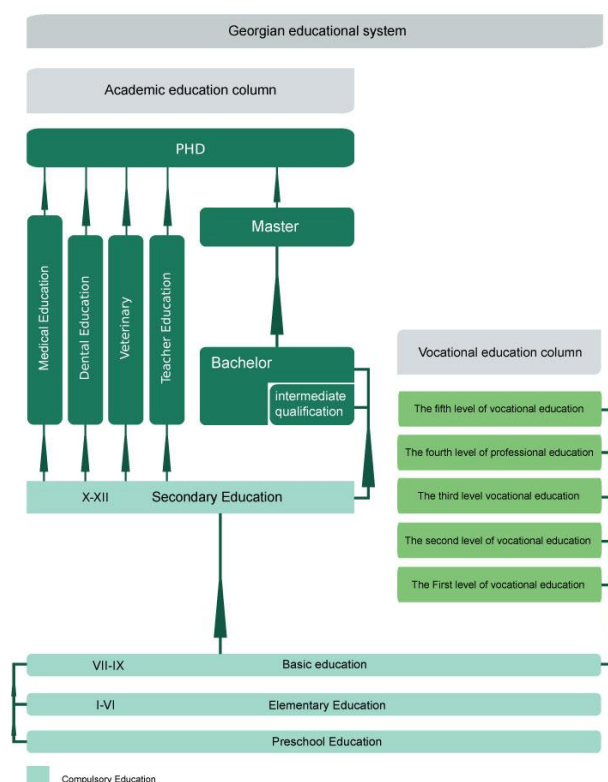 Georgian educational system
Academic education column
PHD
Medical Education
Dental Education
Veterinary
Teacher Education
Master
Bachelor
intermediate
qualification
Vocational education column
The fifth level of vocational education
The fourth level of professional education
The third level vocational education
The second level of vocational education
The First level of vocational education
X-XII Secondary Education
VII-IX Basic education
I-VI Elementary Education
Preschool Education
Compulsory Education